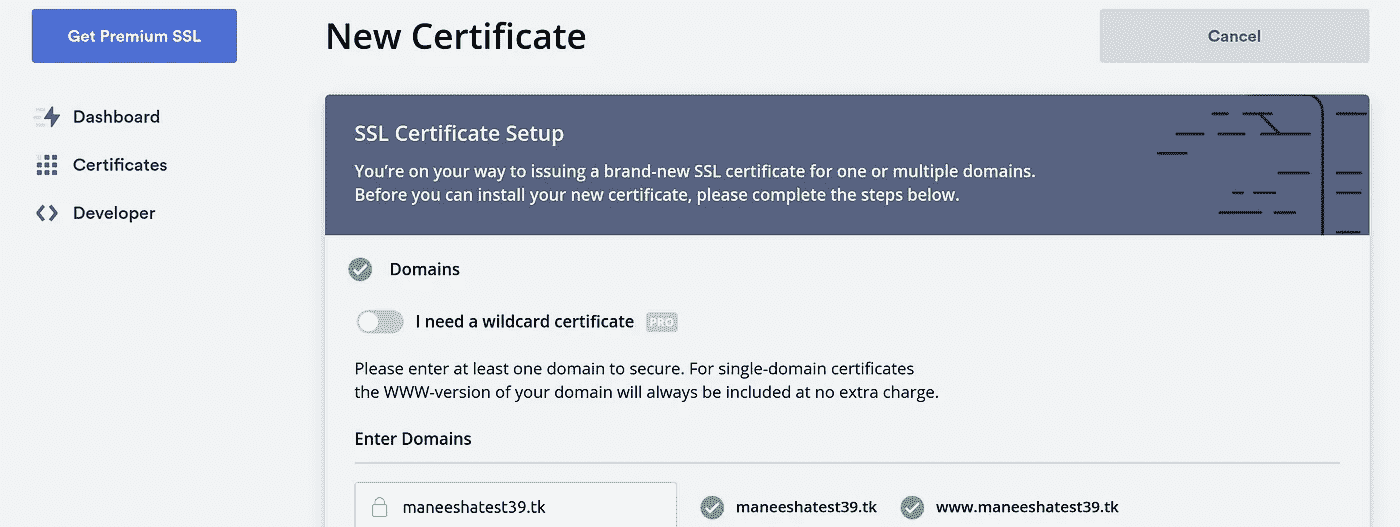 Get Premium SSL
New Certificate
Cancel
Dashboard
Certificates
Developer
SSL Certificate Setup
You’re on your way to issuing a brand-new SSL certificate for one or multiple domains.
Before you can install your new certificate, please complete the steps below.
Domains
I need a wildcard certificate PRO
Please enter at least one domain to secure. For single-domain certificates
the WWW-version of your domain will always be included at no extra charge.
Enter Domains
maneeshatest39.tk maneeshatest39.tk www.maneeshatest39.tk